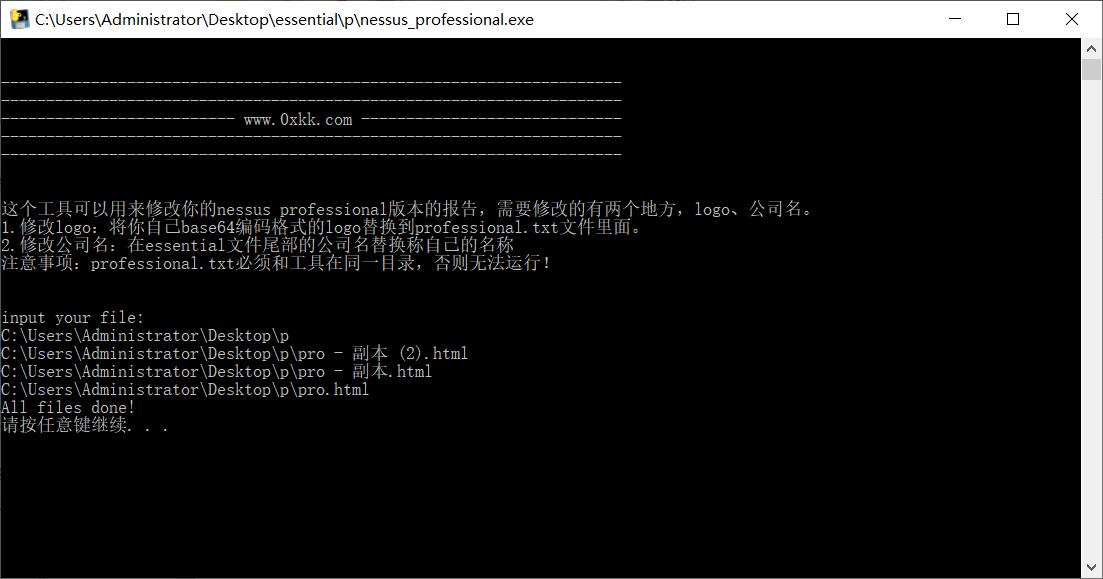 C:\Users\Administrator\Desktop\essential\p\nessus_professional.exe
---------------------------------------------------------------------
---------------------------------------------------------------------
-------------------------- www.0xkk.com -----------------------------
---------------------------------------------------------------------
---------------------------------------------------------------------
这个工具可以用来修改你的nessus professional版本的报告，需要修改的有两个地方，logo、公司名。
1.修改logo：将你自己base64编码格式的logo替换到professional.txt文件里面。
2.修改公司名：在essential文件尾部的公司名替换称自己的名称
注意事项：professional.txt必须和工具在同一目录，否则无法运行！
input your file:
C:\Users\Administrator\Desktop\p
C:\Users\Administrator\Desktop\p\pro - 副本 (2).html
C:\Users\Administrator\Desktop\p\pro - 副本.html
C:\Users\Administrator\Desktop\p\pro.html
All files done!
请按任意键继续. . .